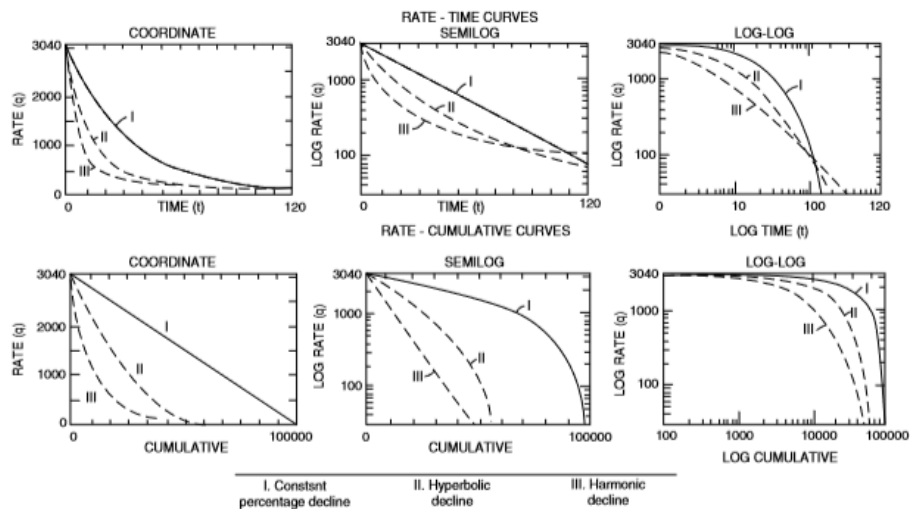 RATE - TIME CURVES
COORDINATE
SEMILOG
LOG-LOG
RATE (q)
3040
2000
1000
0
I
II
III
0
TIME (t)
120
LOG RATE (q)
3040
1000
100
I
II
III
0
TIME (t)
120
LOG RATE (q)
3040
1000
100
I
II
III
0
10
100
120
LOG TIME (t)
RATE - CUMULATIVE CURVES
COORDINATE
SEMILOG
LOG-LOG
RATE (q)
3040
2000
1000
0
I
II
III
0
CUMULATIVE
100000
LOG RATE (q)
3040
1000
100
I
II
III
0
CUMULATIVE
100000
LOG RATE (q)
3040
1000
100
I
II
III
100
1000
10000
100000
LOG CUMULATIVE
I. Constsnt
percentage decline
II. Hyperbolic
decline
III. Harmonic
decline